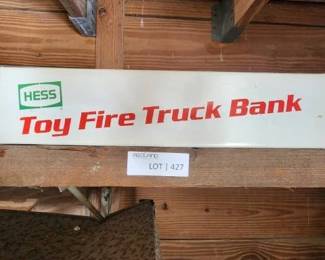 HESS
Toy Fire Truck Bank
LOT | 427